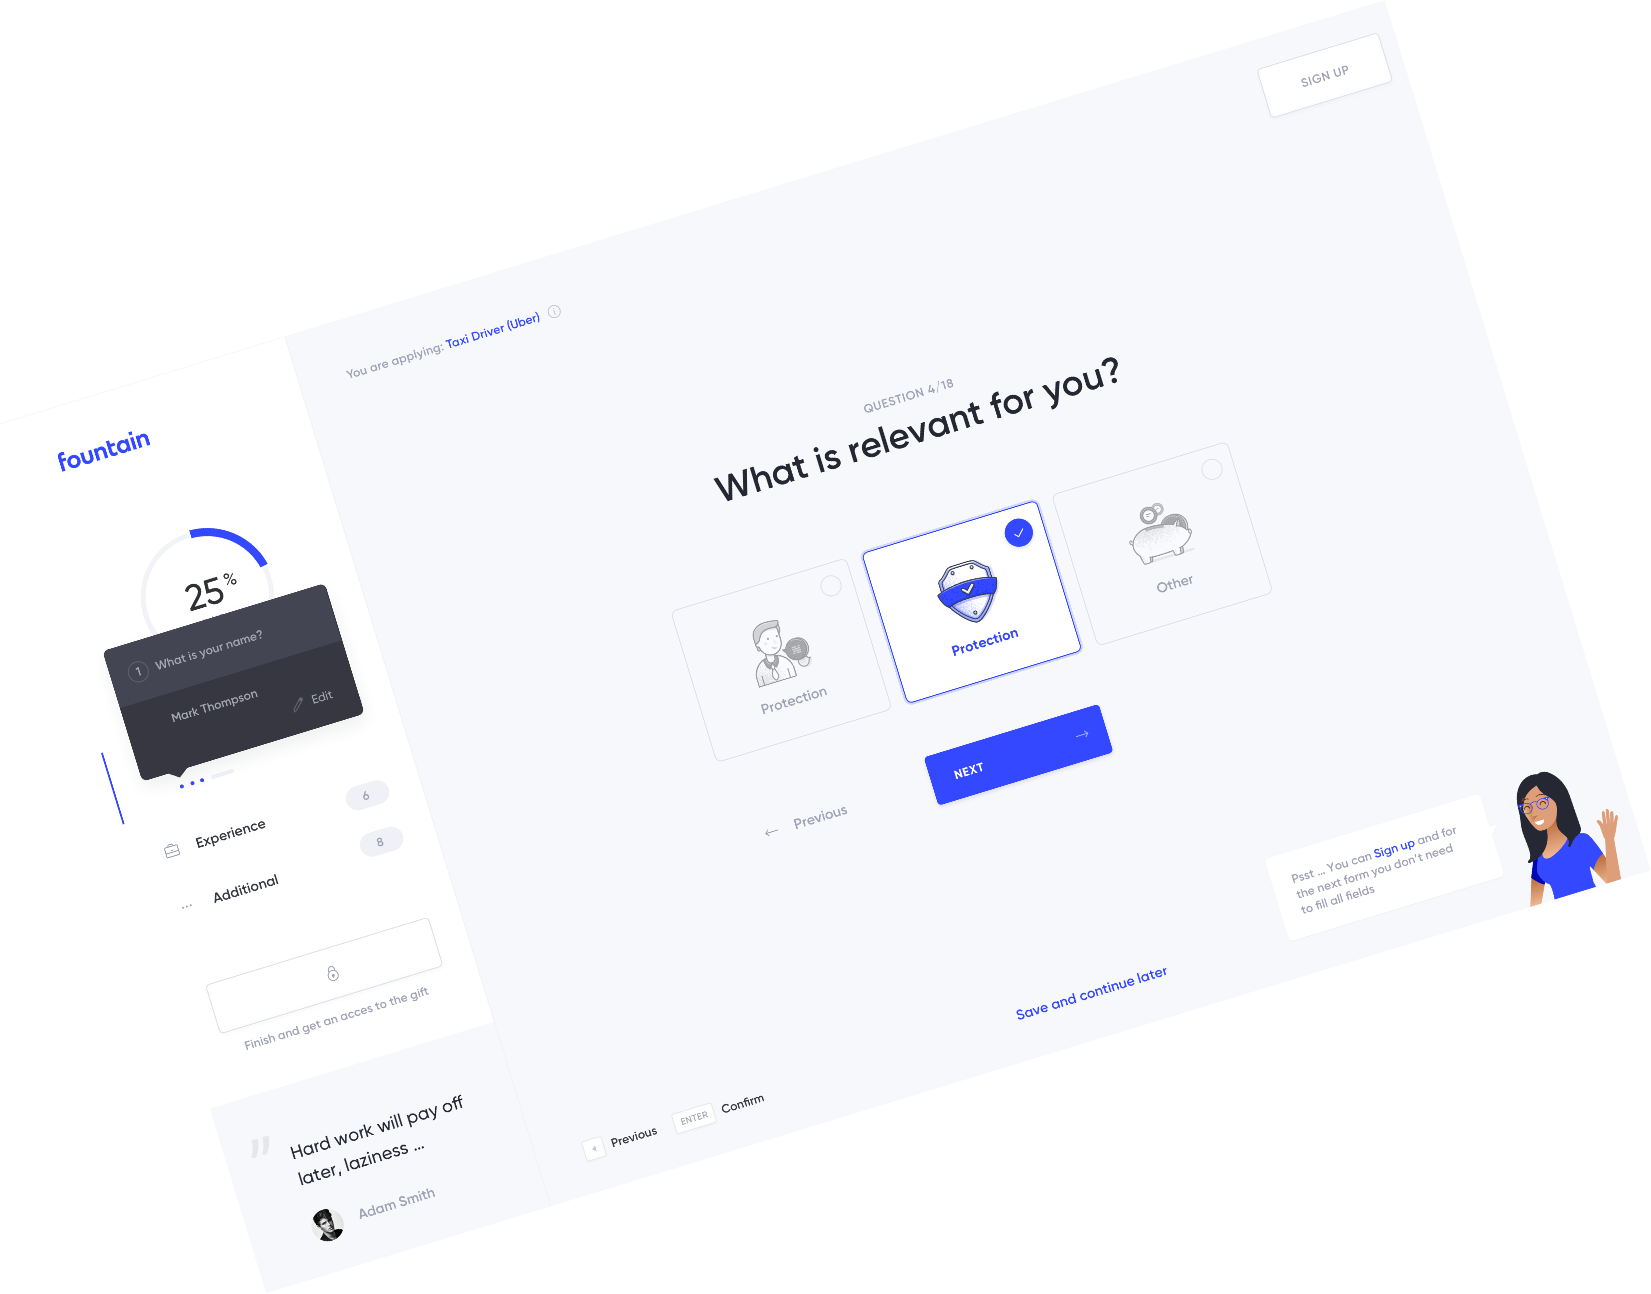 SIGN UP
You are applying: Taxi Driver (Uber)
fountain
25%
1 What is your name?
Mark Thompson
Edit
Experience 6
... Additional 8
Finish and get an acces to the gift
Hard work will pay off
later, laziness ...
Adam Smith
QUESTION 4/18
What is relevant for you?
Protection
Protection
Other
Previous
NEXT
Psst ... You can Sign up and for
the next form you don't need
to fill all fields
Save and continue later
Previous
ENTER Confirm